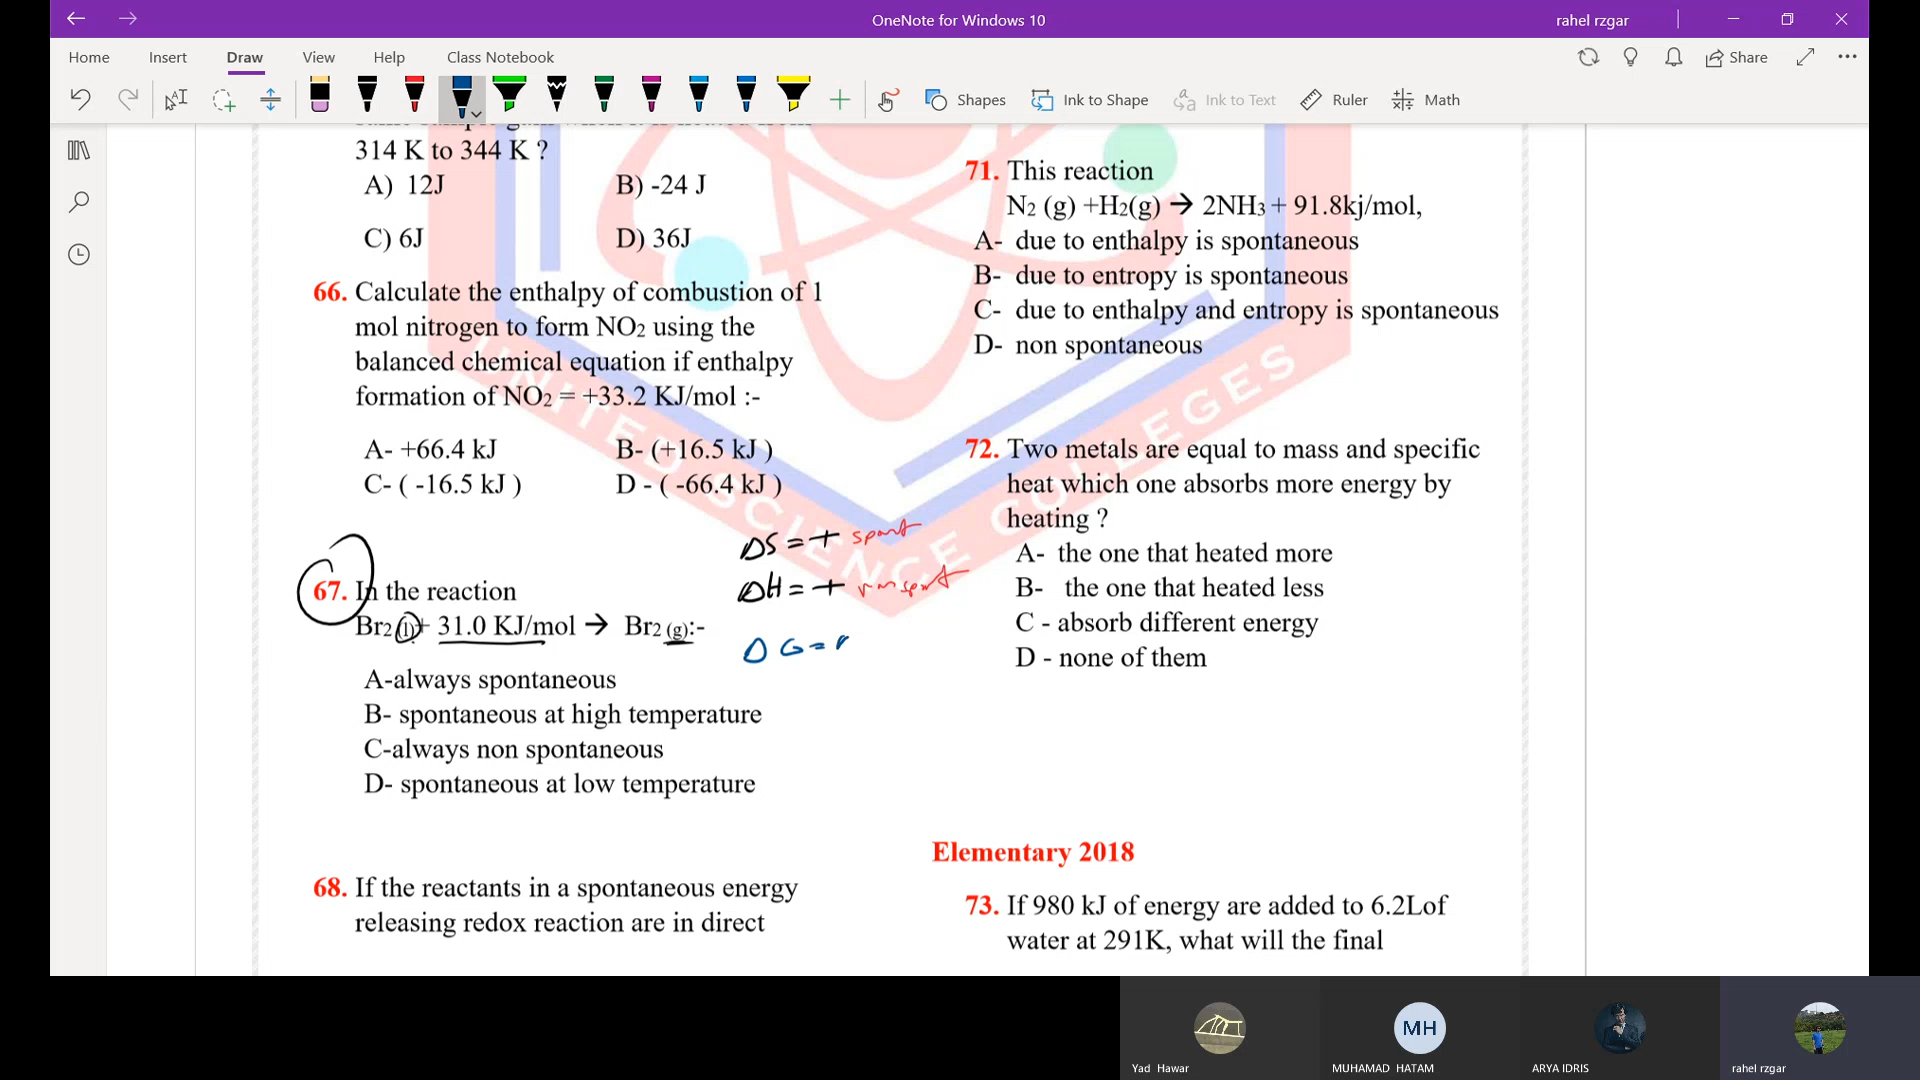 OneNote for Windows 10
rahel rzgar
Home Insert Draw View Help Class Notebook
Share
Shapes Ink to Shape Ink to Text Ruler Math
314 K to 344 K ?
A) 12J B) -24 J
C) 6J D) 36J
66. Calculate the enthalpy of combustion of 1
mol nitrogen to form NO2 using the
balanced chemical equation if enthalpy
formation of NO2 = +33.2 KJ/mol :-
A- +66.4 kJ B- (+16.5 kJ )
C- ( -16.5 kJ ) D - ( -66.4 kJ )
67. In the reaction
Br2 (l)+ 31.0 KJ/mol → Br2 (g):-
A-always spontaneous
B- spontaneous at high temperature
C-always non spontaneous
D- spontaneous at low temperature
ΔS = + spont
ΔH = +
ΔG =
68. If the reactants in a spontaneous energy
releasing redox reaction are in direct
71. This reaction
N2 (g) +H2(g) → 2NH3 + 91.8kj/mol,
A- due to enthalpy is spontaneous
B- due to entropy is spontaneous
C- due to enthalpy and entropy is spontaneous
D- non spontaneous
72. Two metals are equal to mass and specific
heat which one absorbs more energy by
heating ?
A- the one that heated more
B- the one that heated less
C - absorb different energy
D - none of them
Elementary 2018
73. If 980 kJ of energy are added to 6.2Lof
water at 291K, what will the final
UNITED SCIENCE COLLEGES
MH
Yad Hawar
MUHAMAD HATAM
ARYA IDRIS
rahel rzgar